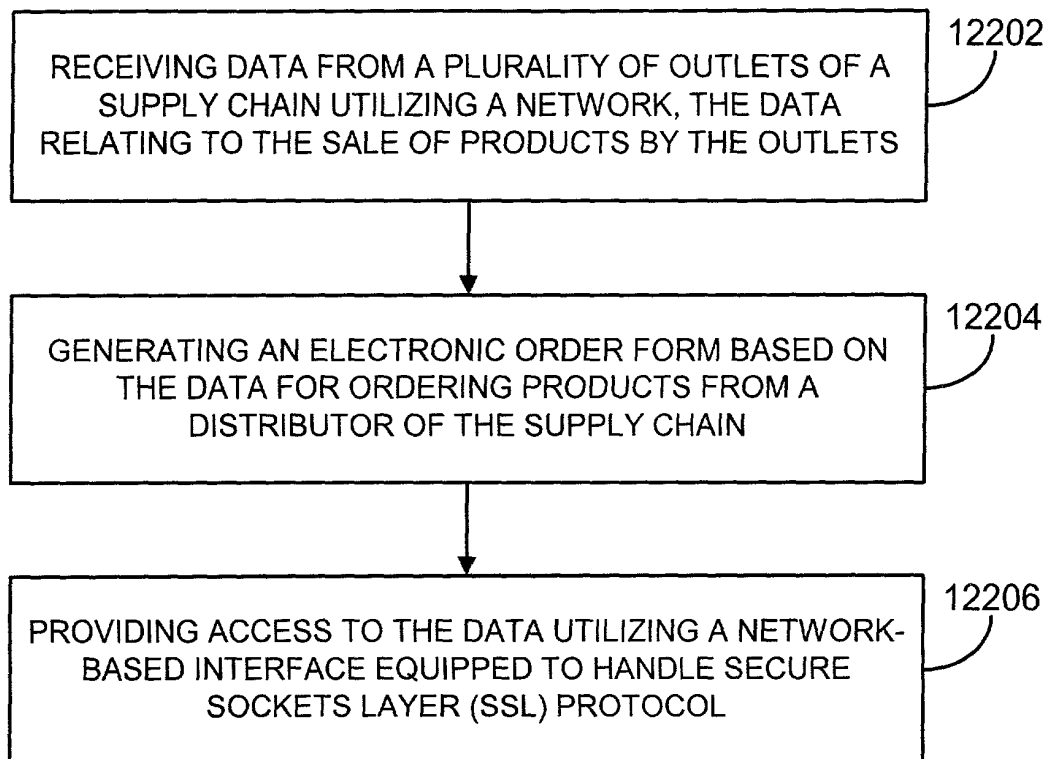 12202
RECEIVING DATA FROM A PLURALITY OF OUTLETS OF A
SUPPLY CHAIN UTILIZING A NETWORK, THE DATA
RELATING TO THE SALE OF PRODUCTS BY THE OUTLETS
12204
GENERATING AN ELECTRONIC ORDER FORM BASED ON
THE DATA FOR ORDERING PRODUCTS FROM A
DISTRIBUTOR OF THE SUPPLY CHAIN
12206
PROVIDING ACCESS TO THE DATA UTILIZING A NETWORK-
BASED INTERFACE EQUIPPED TO HANDLE SECURE
SOCKETS LAYER (SSL) PROTOCOL